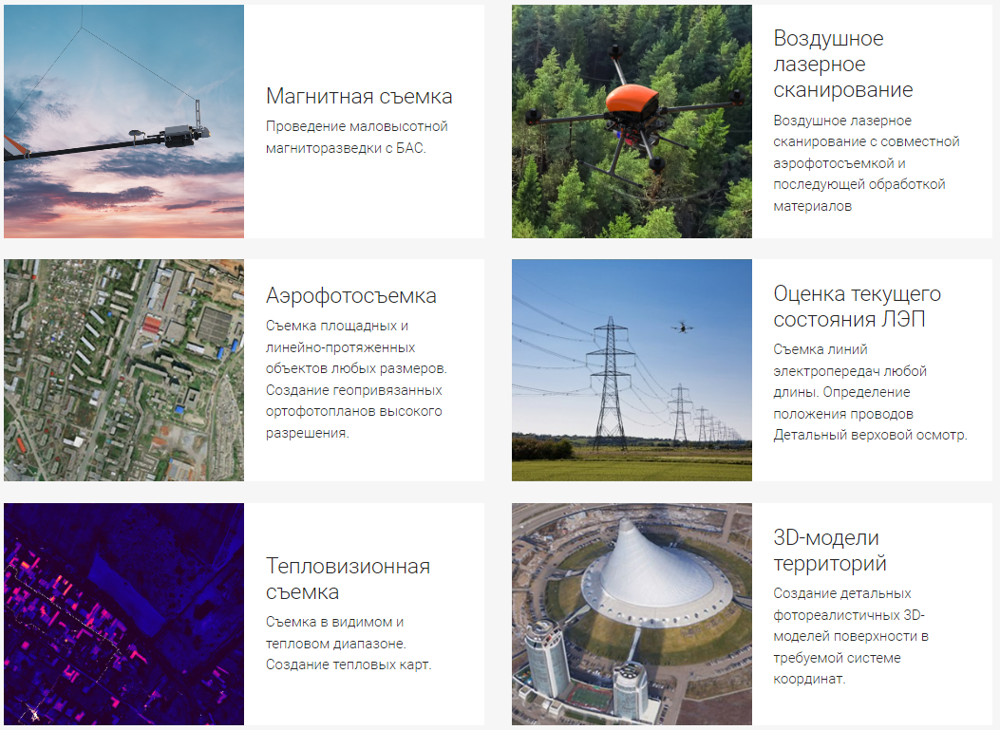 Магнитная съемка
Проведение маловысотной
магниторазведки с БАС.
Воздушное
лазерное
сканирование
Воздушное лазерное
сканирование с совместной
аэрофотосъемкой и
последующей обработкой
материалов
Аэрофотосъемка
Съемка площадных и
линейно-протяженных
объектов любых размеров.
Создание геопривязанных
ортофотопланов высокого
разрешения.
Оценка текущего
состояния ЛЭП
Съемка линий
электропередач любой
длины. Определение
положения проводов
Детальный верховой осмотр.
Тепловизионная
съемка
Съемка в видимом и
тепловом диапазоне.
Создание тепловых карт.
3D-модели
территорий
Создание детальных
фотореалистичных 3D-
моделей поверхности в
требуемой системе
координат.